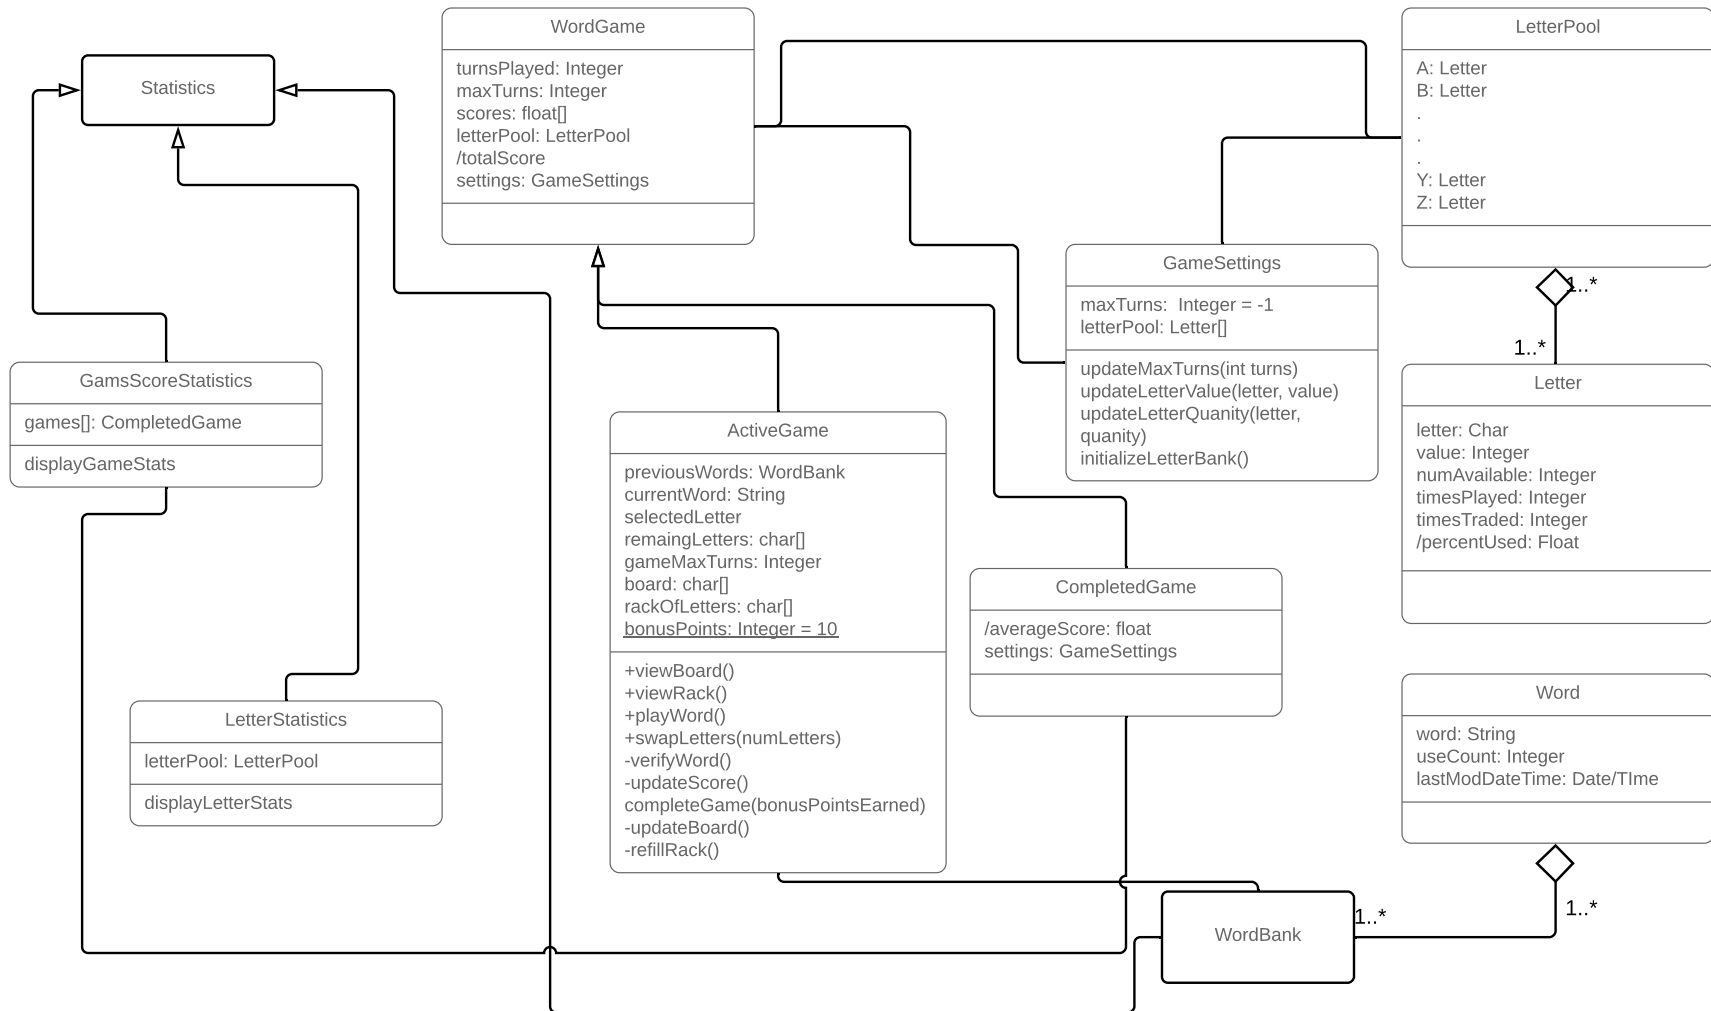 WordGame
turnsPlayed: Integer
maxTurns: Integer
scores: float[]
letterPool: LetterPool
/totalScore
settings: GameSettings
LetterPool
A: Letter
B: Letter
.
.
.
Y: Letter
Z: Letter
1..*
1..*
Statistics
GameSettings
maxTurns:  Integer = -1
letterPool: Letter[]
updateMaxTurns(int turns)
updateLetterValue(letter, value)
updateLetterQuanity(letter,
quanity)
initializeLetterBank()
GamsScoreStatistics
games[]: CompletedGame
displayGameStats
ActiveGame
previousWords: WordBank
currentWord: String
selectedLetter
remaingLetters: char[]
gameMaxTurns: Integer
board: char[]
rackOfLetters: char[]
bonusPoints: Integer = 10
+viewBoard()
+viewRack()
+playWord()
+swapLetters(numLetters)
-verifyWord()
-updateScore()
completeGame(bonusPointsEarned)
-updateBoard()
-refillRack()
Letter
letter: Char
value: Integer
numAvailable: Integer
timesPlayed: Integer
timesTraded: Integer
/percentUsed: Float
CompletedGame
/averageScore: float
settings: GameSettings
LetterStatistics
letterPool: LetterPool
displayLetterStats
Word
word: String
useCount: Integer
lastModDateTime: Date/TIme
1..*
1..*
WordBank